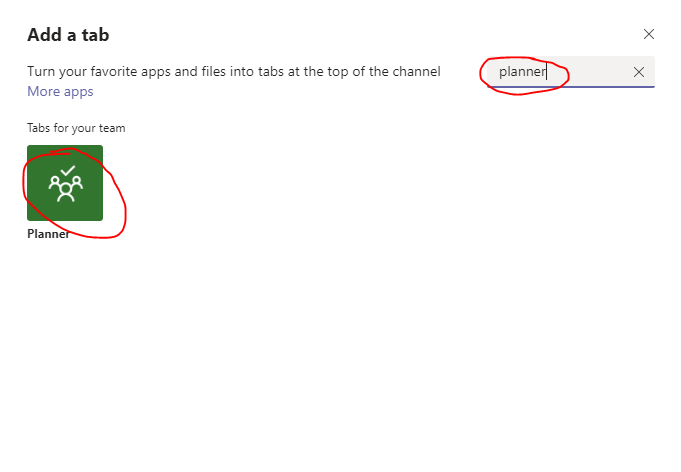 Add a tab
Turn your favorite apps and files into tabs at the top of the channel
planner
More apps
Tabs for your team
Planner